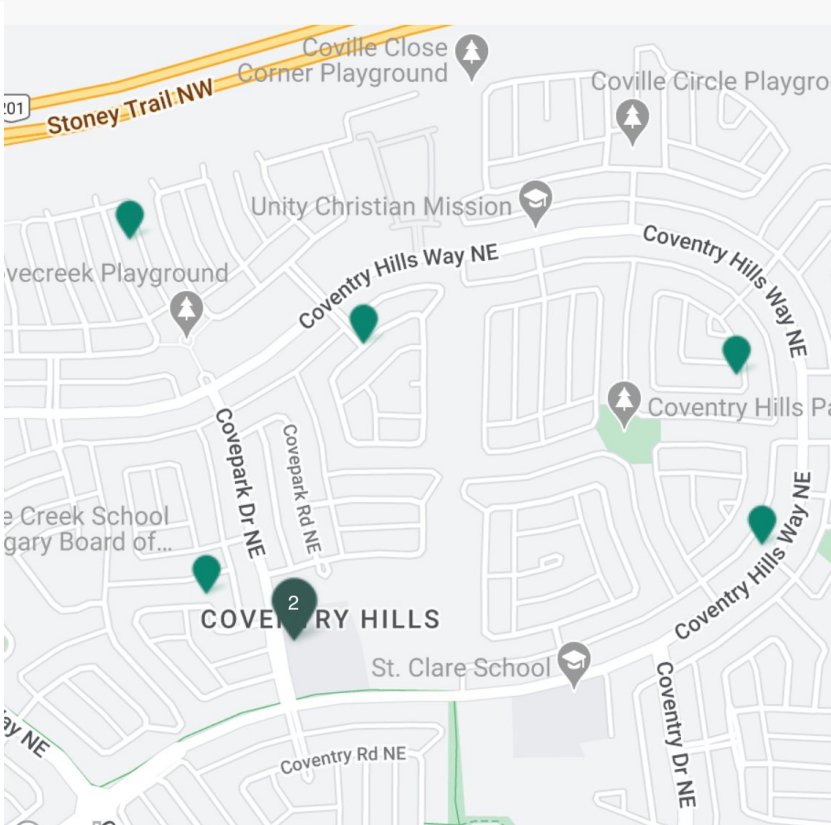 Coville Close
Corner Playground
Coville Circle Playgro
201
Stoney Trail NW
Unity Christian Mission
Coventry Hills Way NE
Coventry Hills Way NE
vecreek Playground
Coventry Hills Pa
Covepark Dr NE
Covepark Rd NE
e Creek School
gary Board of...
Coventry Hills Way NE
2
COVENTRY HILLS
St. Clare School
Coventry Dr NE
ay NE
Coventry Rd NE